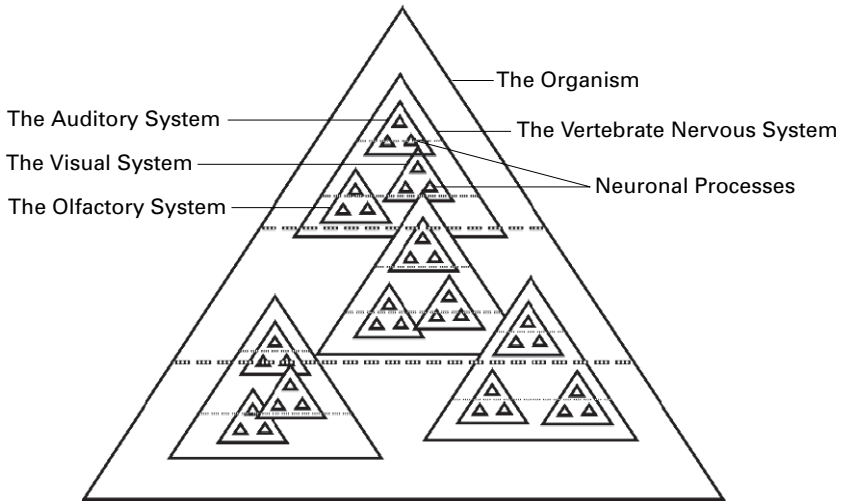 The Organism
The Auditory System
The Vertebrate Nervous System
The Visual System
Neuronal Processes
The Olfactory System